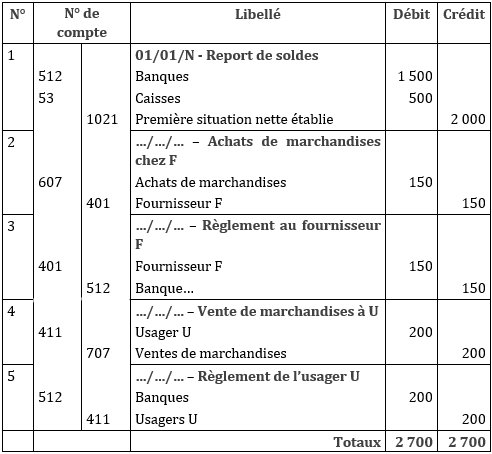 N° N° de Libellé Débit Crédit
compte
1 01/01/N - Report de soldes
512 Banques 1 500
53 Caisses 500
1021 Première situation nette établie 2 000
2 .../.../... – Achats de marchandises
chez F
607 Achats de marchandises 150
401 Fournisseur F 150
3 .../.../... – Règlement au fournisseur
F
401 Fournisseur F 150
512 Banque... 150
4 .../.../... – Vente de marchandises à U
411 Usager U 200
707 Ventes de marchandises 200
5 .../.../... – Règlement de l'usager U
512 Banques 200
411 Usagers U 200
Totaux 2 700 2 700